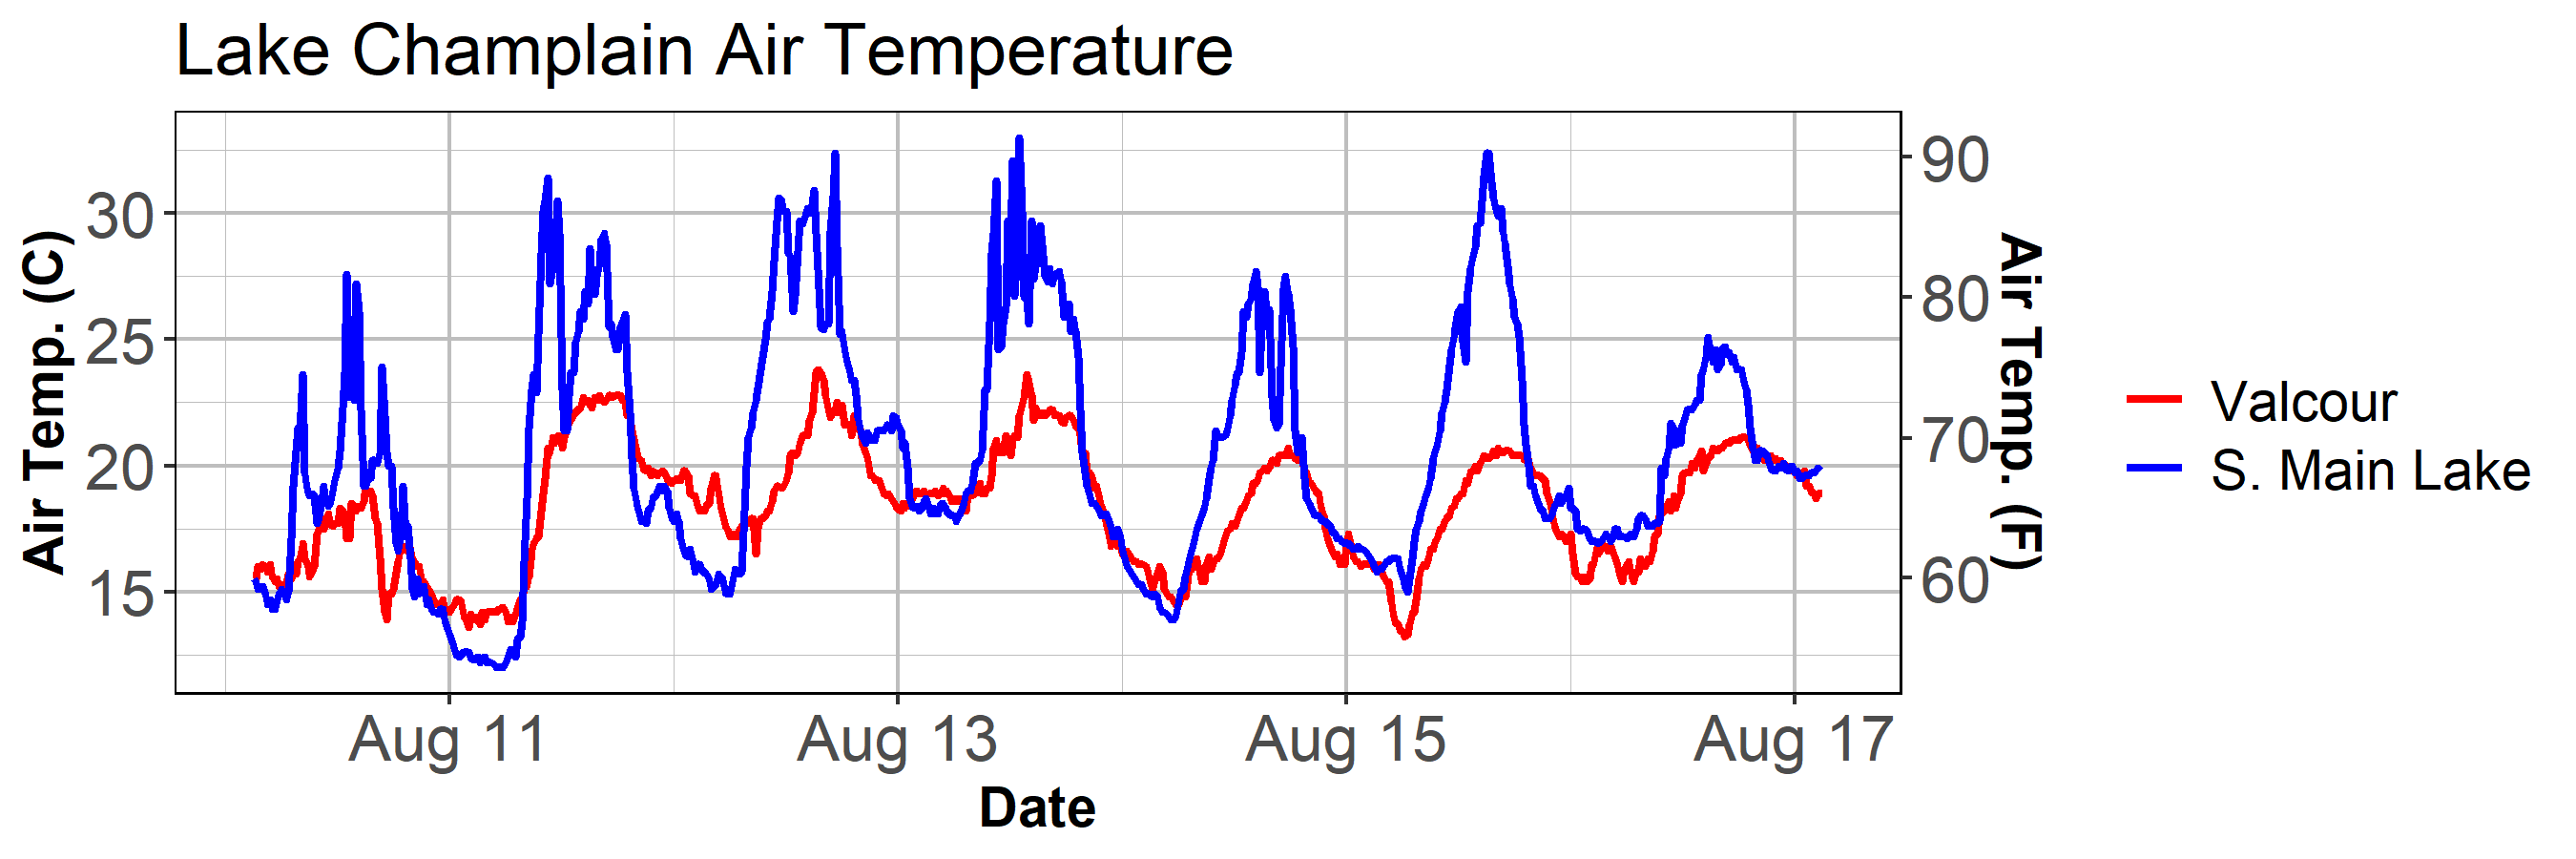 Lake Champlain Air Temperature
Air Temp. (C)
30
25
20
15
90
80
70
60
Air Temp. (F)
Aug 11
Aug 13
Aug 15
Aug 17
Date
Valcour
S. Main Lake